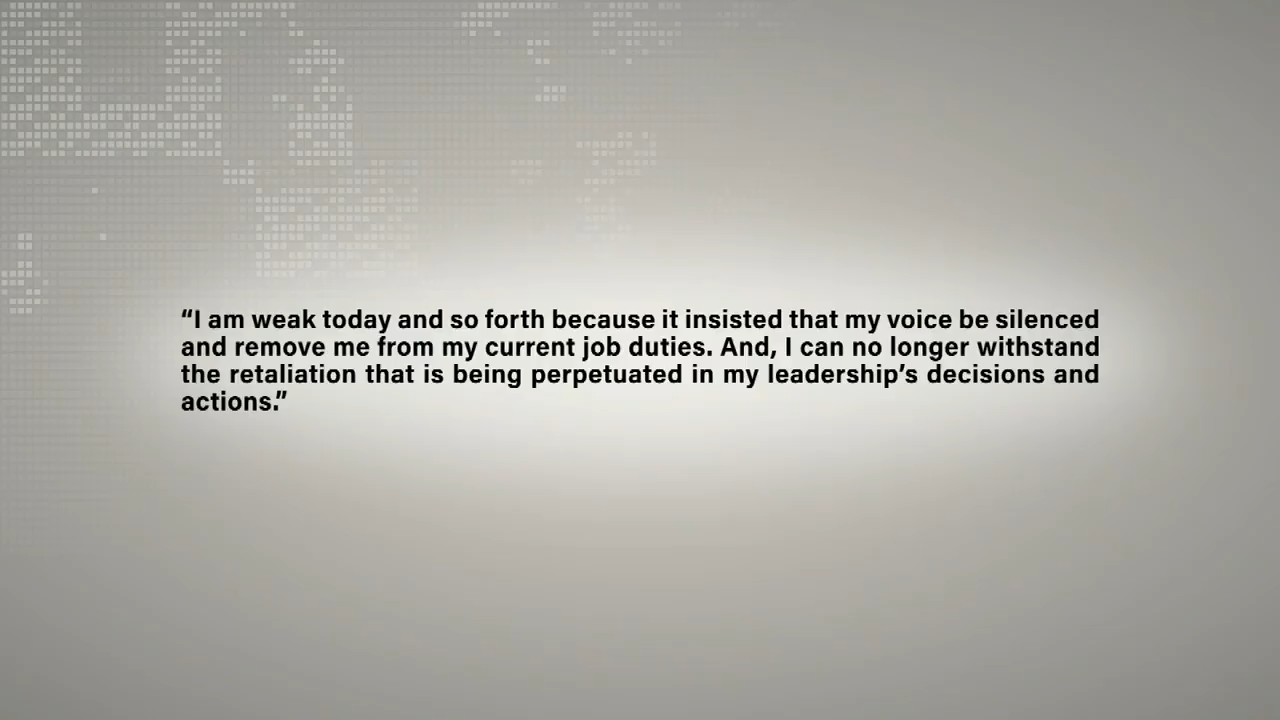 “I am weak today and so forth because it insisted that my voice be silenced
and remove me from my current job duties. And, I can no longer withstand
the retaliation that is being perpetuated in my leadership’s decisions and
actions.”